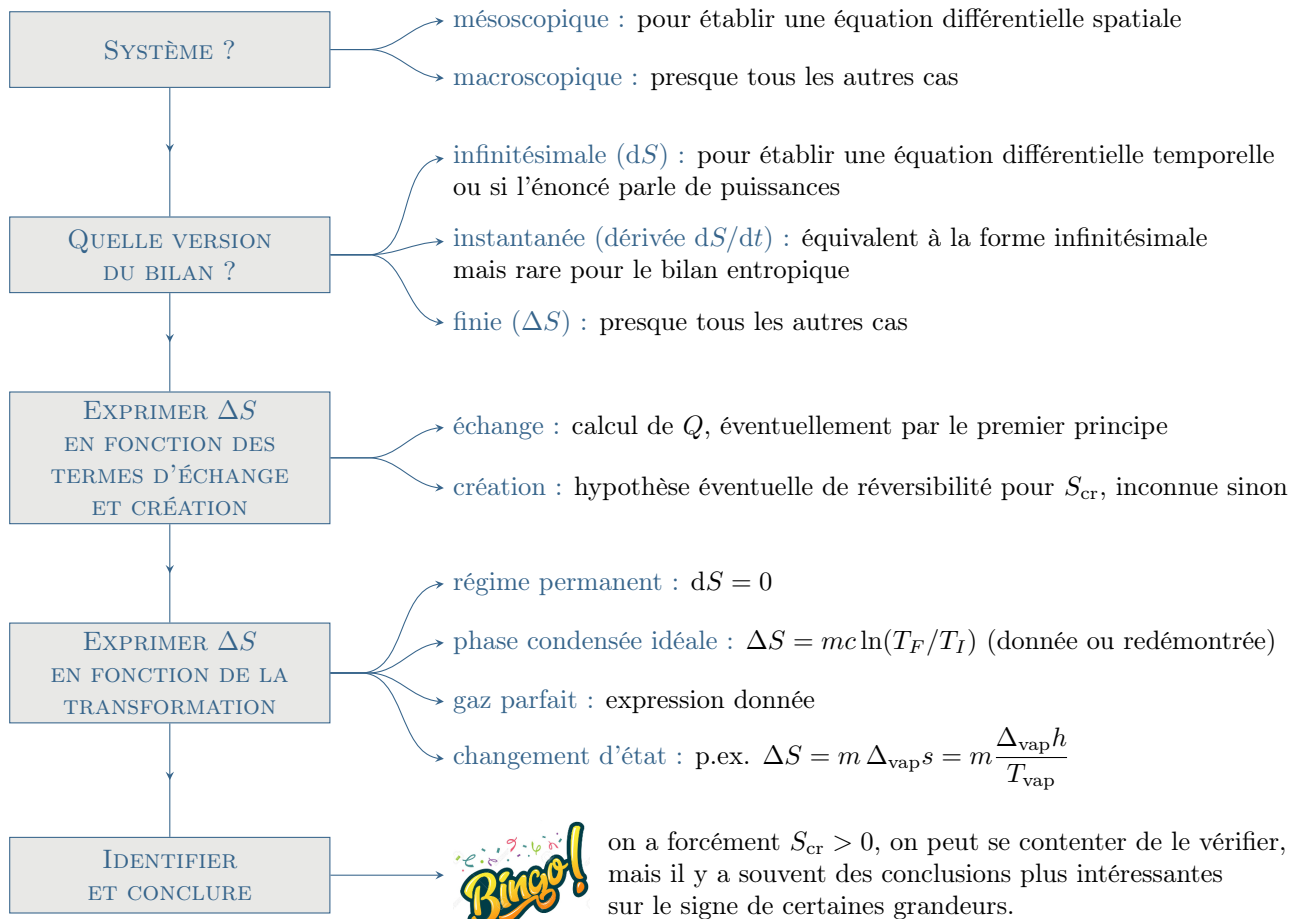 SYSTÈME ?
mésoscopique : pour établir une équation différentielle spatiale
macroscopique : presque tous les autres cas
QUELLE VERSION
DU BILAN ?
infinitésimale (dS) : pour établir une équation différentielle temporelle
ou si l'énoncé parle de puissances
instantanée (dérivée dS/dt) : équivalent à la forme infinitésimale
mais rare pour le bilan entropique
finie (ΔS) : presque tous les autres cas
EXPRIMER ΔS
EN FONCTION DES
TERMES D'ÉCHANGE
ET CRÉATION
échange : calcul de Q, éventuellement par le premier principe
création : hypothèse éventuelle de réversibilité pour S_cr, inconnue sinon
EXPRIMER ΔS
EN FONCTION DE LA
TRANSFORMATION
régime permanent : dS = 0
phase condensée idéale : ΔS = mc ln(T_F/T_I) (donnée ou redémontrée)
gaz parfait : expression donnée
changement d'état : p.ex. ΔS = m Δ_vap s = m Δ_vap h / T_vap
IDENTIFIER
ET CONCLURE
Bingo!
on a forcément S_cr > 0, on peut se contenter de le vérifier,
mais il y a souvent des conclusions plus intéressantes
sur le signe de certaines grandeurs.